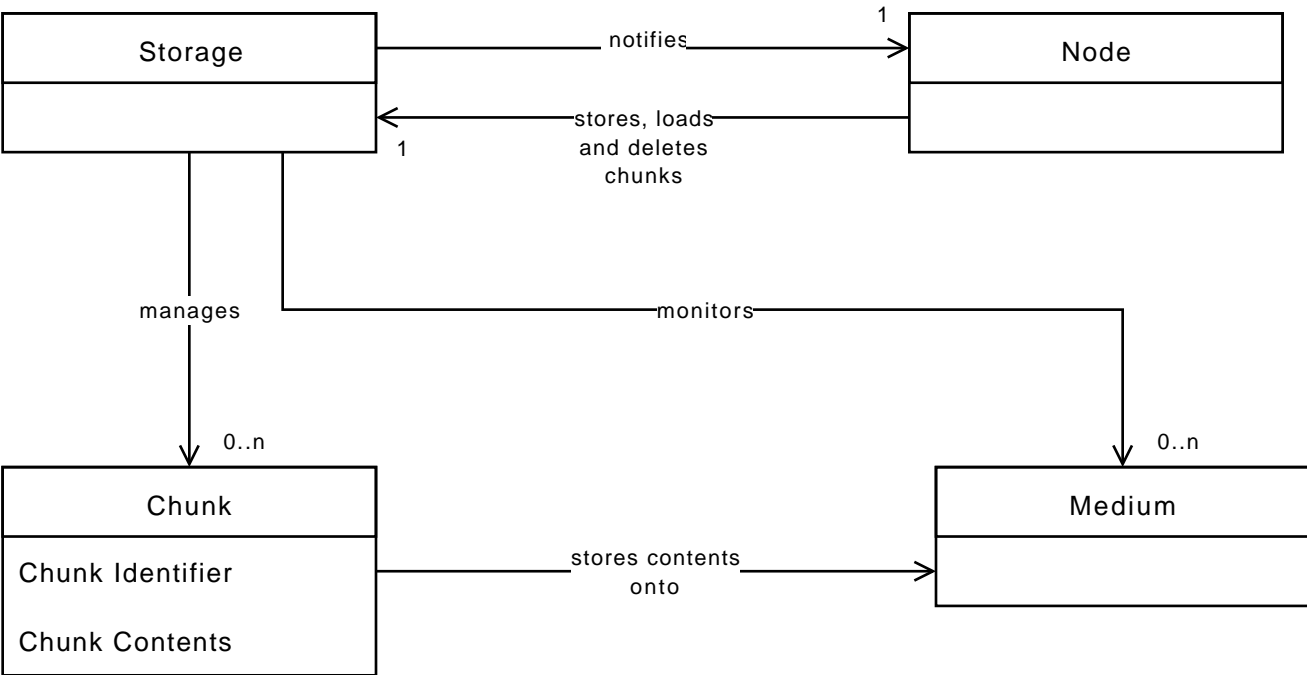 1
Storage
notifies
Node
stores, loads
and deletes
chunks
1
manages
monitors
0..n
0..n
Chunk
Medium
Chunk Identifier
Chunk Contents
stores contents
onto